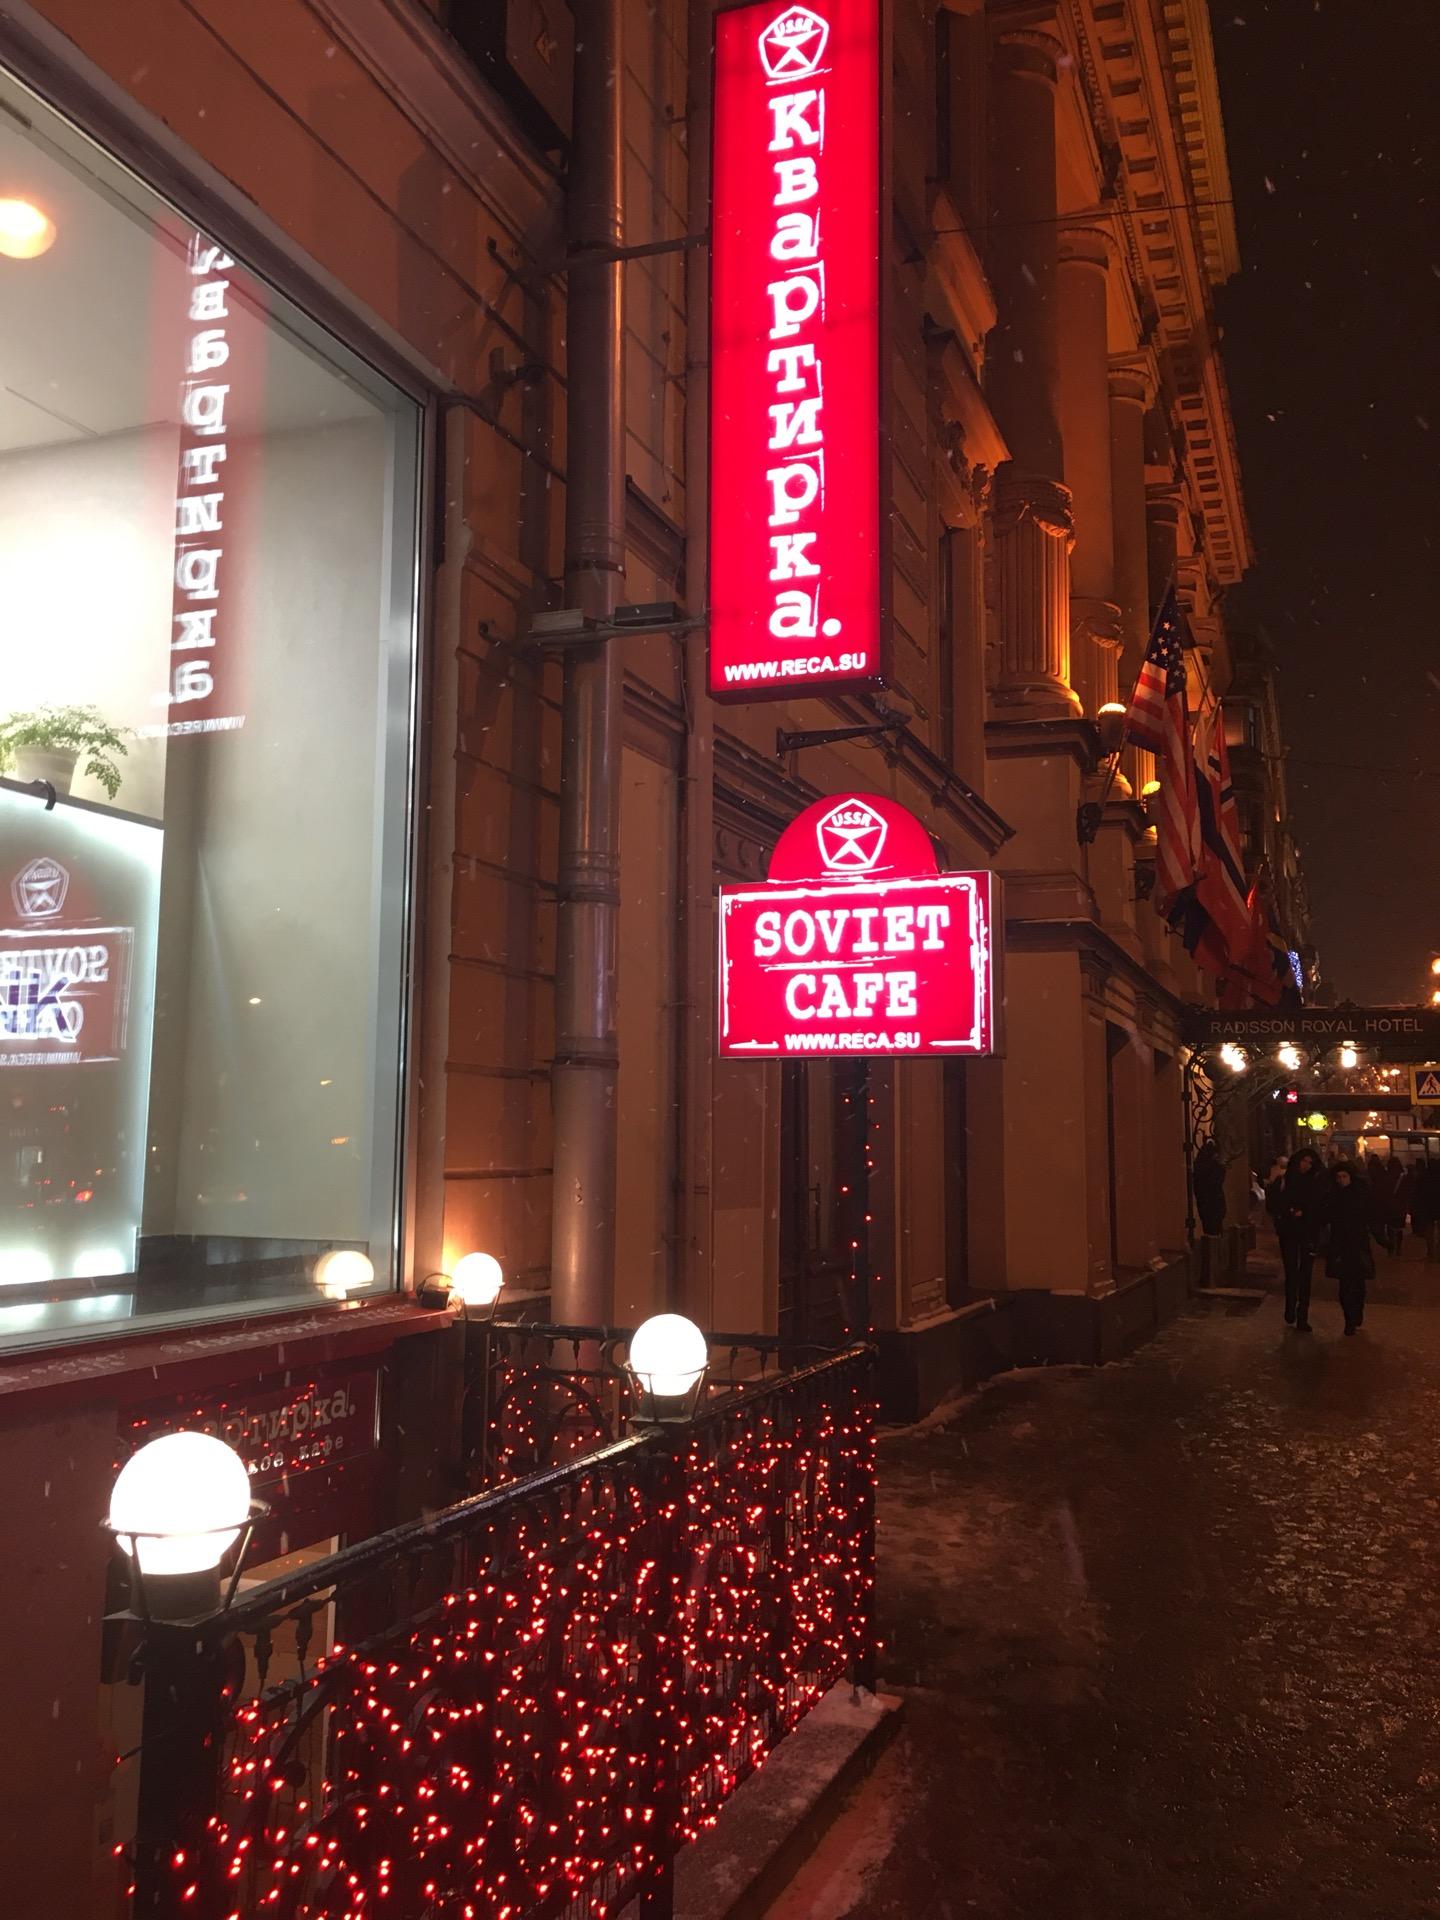 USSR
Квартирка.
WWW.RECA.SU
USSR
SOVIET
CAFE
WWW.RECA.SU
RADISSON ROYAL HOTEL